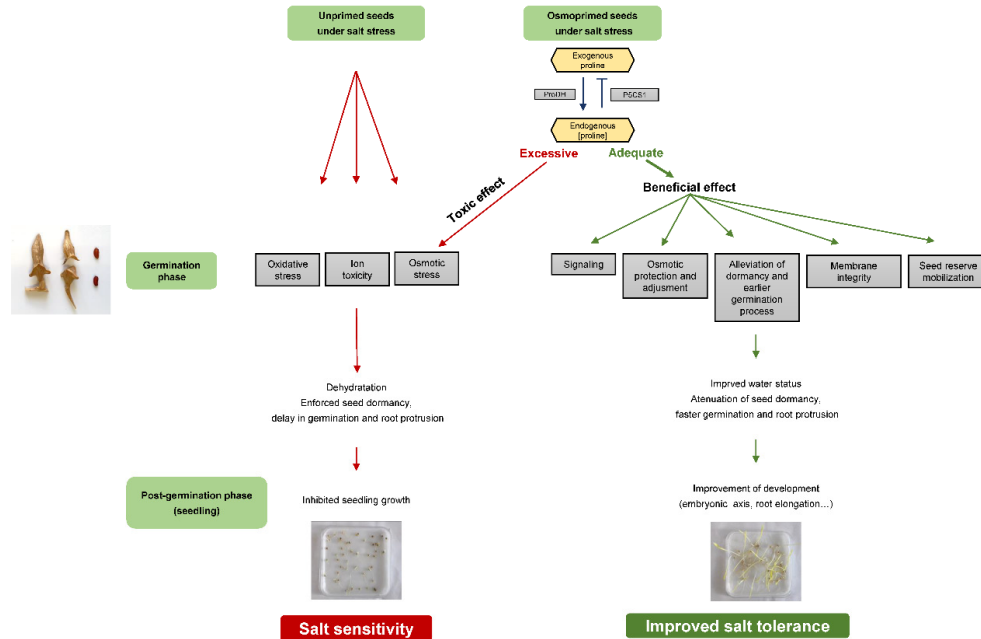 Unprimed seeds
under salt stress
Osmoprimed seeds
under salt stress
Exogenous
proline
ProDH
P5CS1
Endogenous
[proline]
Excessive
Adequate
Toxic effect
Beneficial effect
Germination
phase
Oxidative
stress
Ion
toxicity
Osmotic
stress
Signaling
Osmotic
protection and
adjusment
Alleviation of
dormancy and
earlier
germination
process
Membrane
integrity
Seed reserve
mobilization
Dehydratation
Enforced seed dormancy,
delay in germination and root protrusion
Imprved water status
Atenuation of seed dormancy,
faster germination and root protrusion
Post-germination phase
(seedling)
Inhibited seedling growth
Improvement of development
(embryonic axis, root elongation...)
Salt sensitivity
Improved salt tolerance